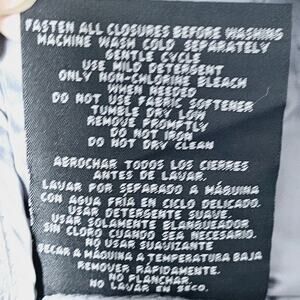 FASTEN ALL CLOSURES BEFORE WASHING
MACHINE WASH COLD SEPARATELY
GENTLE CYCLE
USE MILD DETERGENT
ONLY NON-CHLORINE BLEACH
WHEN NEEDED
DO NOT USE FABRIC SOFTENER
TUMBLE DRY LOW
REMOVE PROMPTLY
DO NOT IRON
DO NOT DRY CLEAN
ABROCHAR TODOS LOS CIERRES
ANTES DE LAVAR.
LAVAR POR SEPARADO A MÁQUINA
CON AGUA FRÍA EN CICLO DELICADO.
USAR DETERGENTE SUAVE.
USAR SOLAMENTE BLANQUEADOR
SIN CLORO CUANDO SEA NECESARIO.
NO USAR SUAVIZANTE
SECAR A MÁQUINA A TEMPERATURA BAJA
REMOVER RÁPIDAMENTE.
NO PLANCHAR.
NO LAVAR EN SECO.